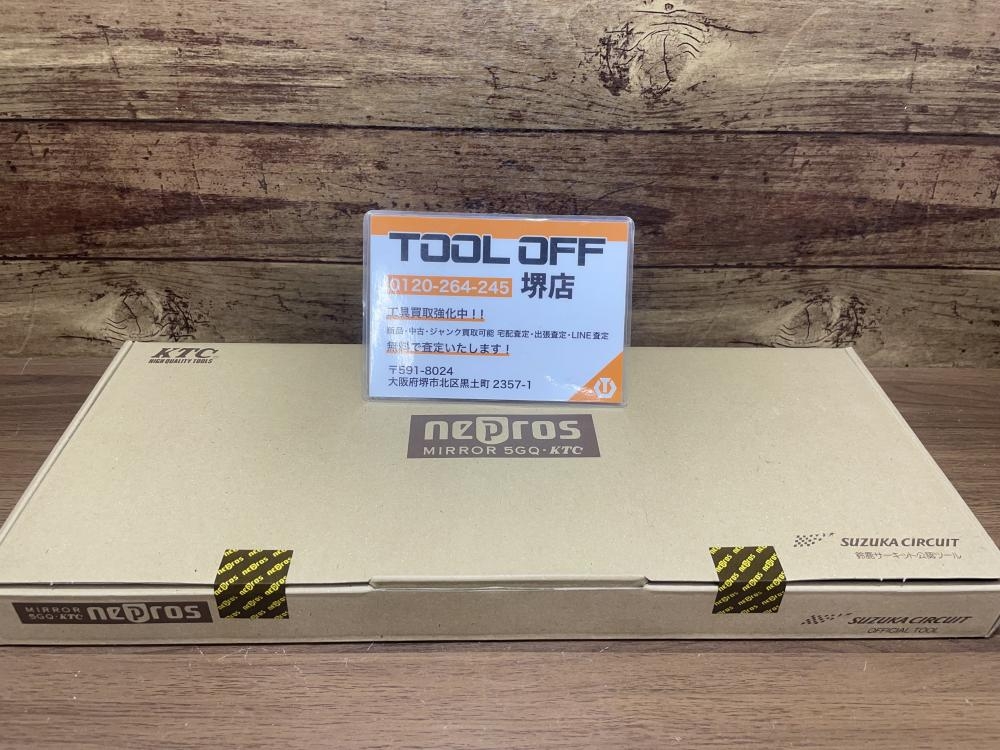 TOOL OFF
0120-264-245 堺店
工具買取強化中!!
新品・中古・ジャンク買取可能 宅配査定・出張査定・LINE査定
無料で査定いたします!
〒591-8024
大阪府堺市北区黒土町 2357-1
T
KTC
HIGH QUALITY TOOLS
nepros
MIRROR 5GQ・KTC
SUZUKA CIRCUIT
鈴鹿サーキット公認ツール
nepros
nepros
MIRROR
5GQ・KTC nepros
SUZUKA CIRCUIT
OFFICIAL TOOL